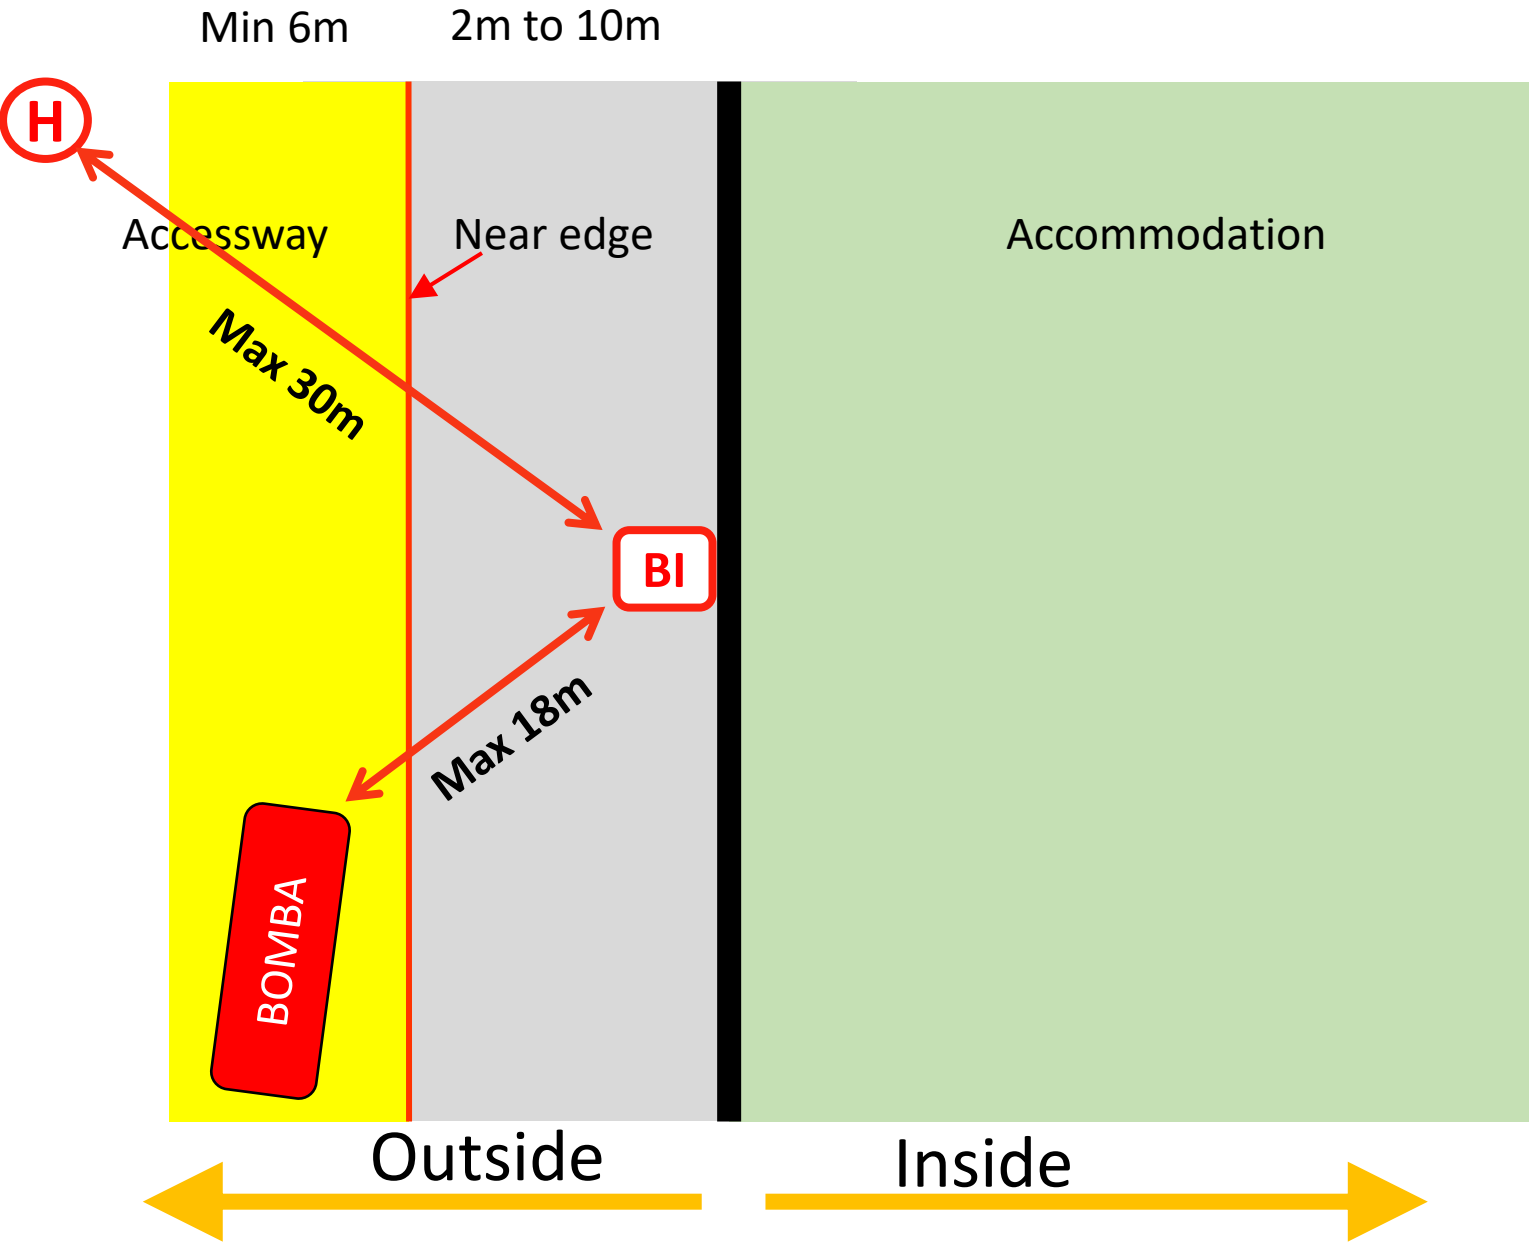 Min 6m
2m to 10m
H
Accessway
Near edge
Accommodation
Max 30m
BI
Max 18m
BOMBA
Outside
Inside